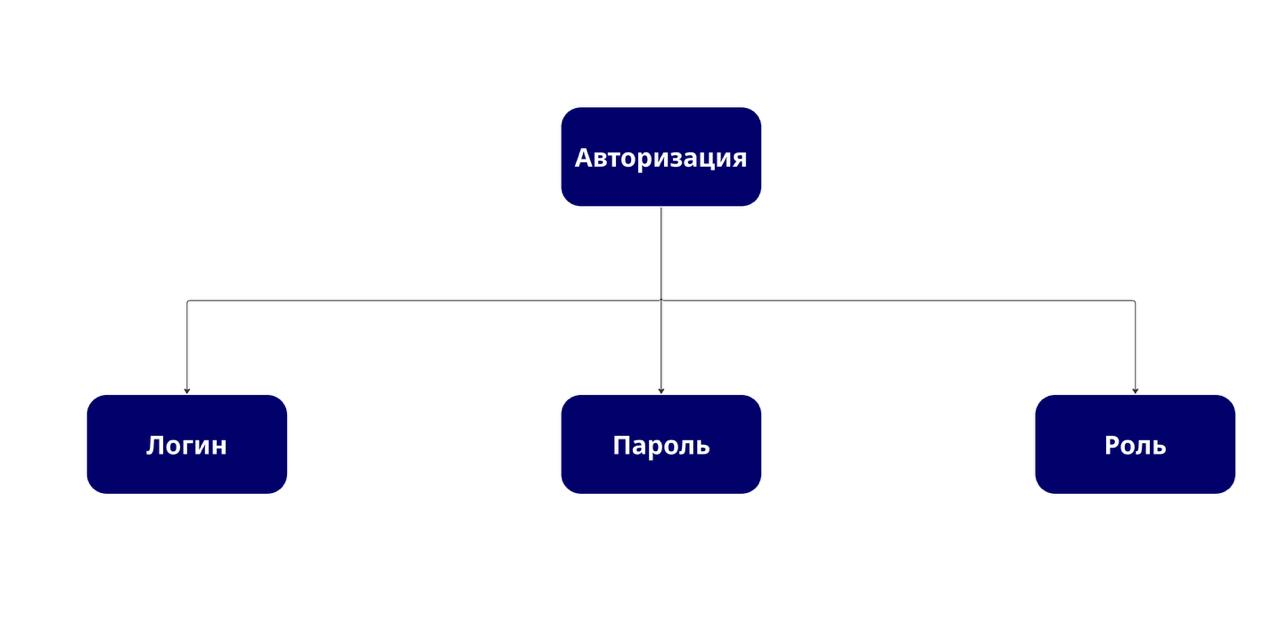 Авторизация
Логин
Пароль
Роль